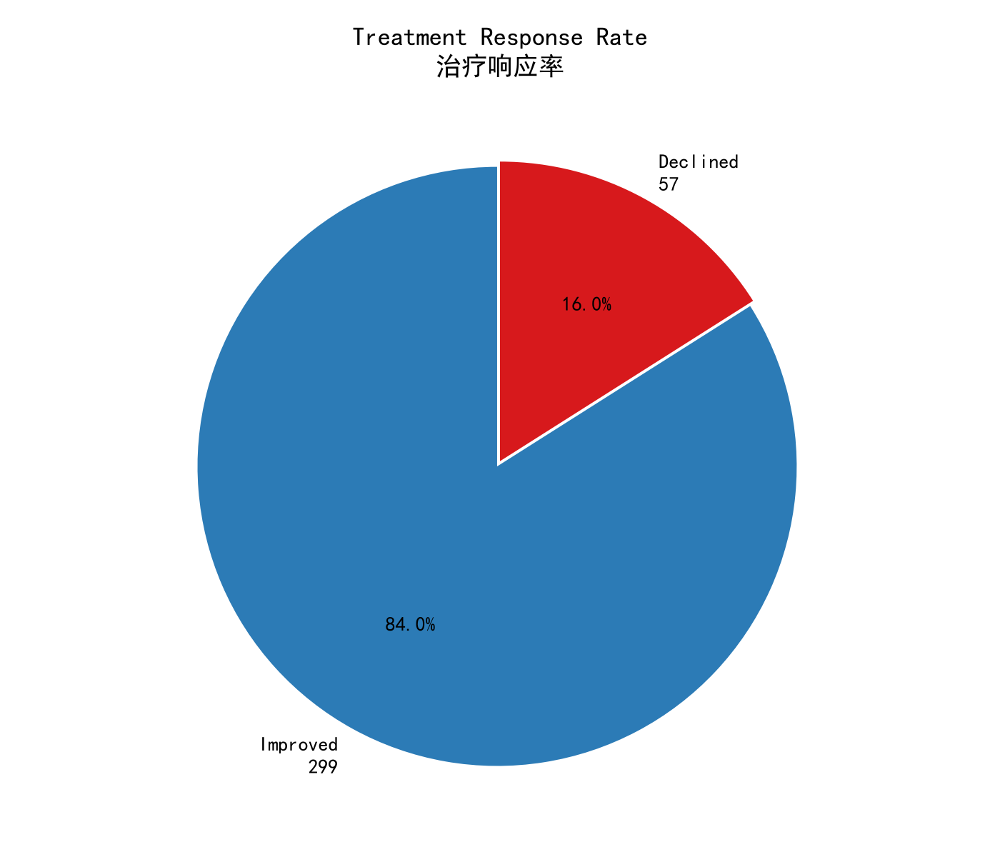 Treatment Response Rate
治疗响应率
Declined
57
16.0%
84.0%
Improved
299